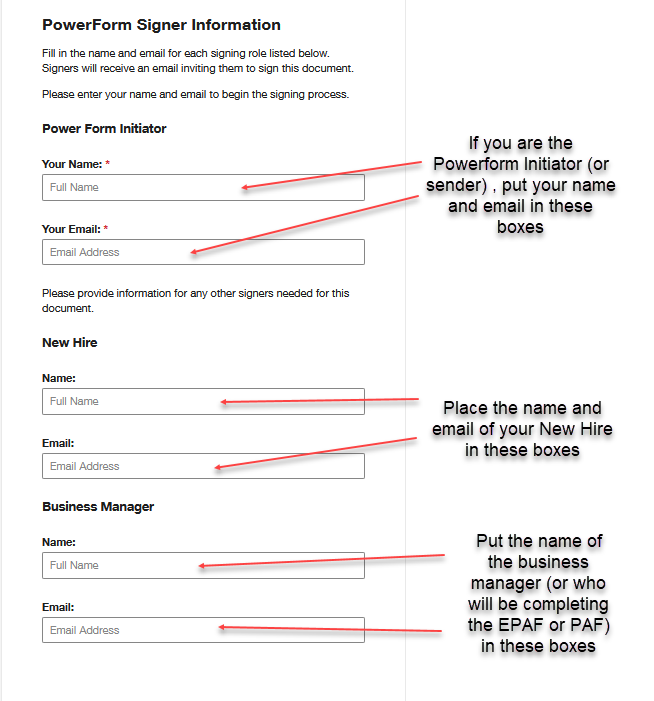 PowerForm Signer Information
Fill in the name and email for each signing role listed below.
Signers will receive an email inviting them to sign this document.
Please enter your name and email to begin the signing process.
Power Form Initiator
Your Name: *
Full Name
Your Email: *
Email Address
If you are the
Powerform Initiator (or
sender) , put your name
and email in these
boxes
Please provide information for any other signers needed for this
document.
New Hire
Name:
Full Name
Email:
Email Address
Place the name and
email of your New Hire
in these boxes
Business Manager
Name:
Full Name
Email:
Email Address
Put the name of
the business
manager (or who
will be completing
the EPAF or PAF)
in these boxes